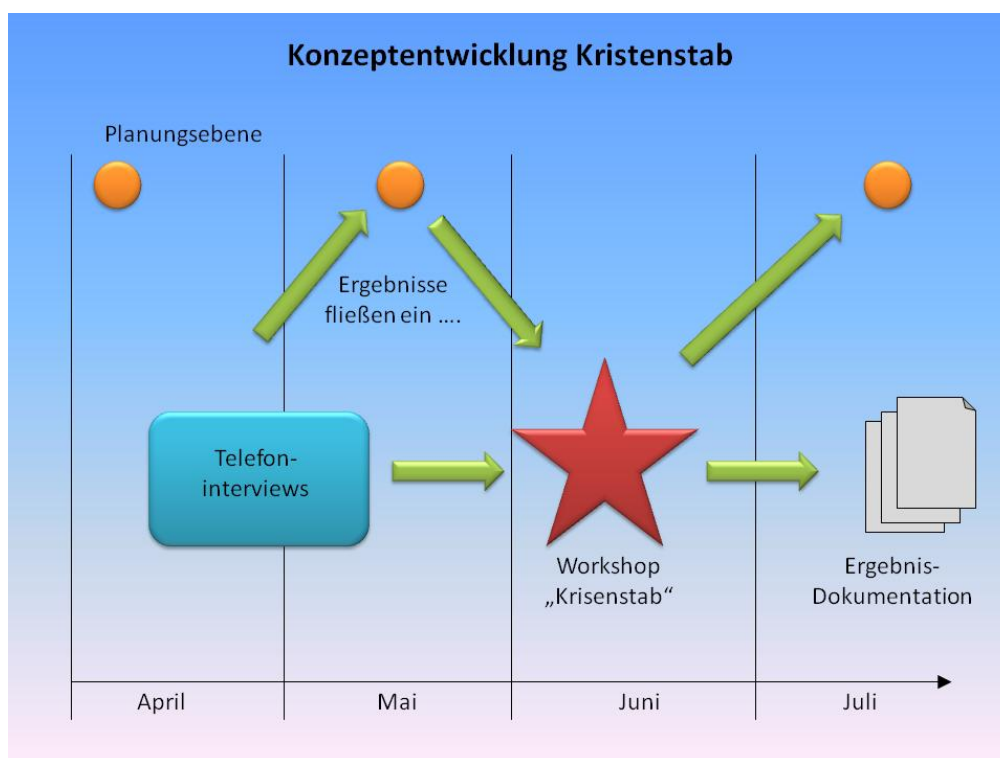 Konzeptentwicklung Kristenstab
Planungsebene
Ergebnisse
fließen ein ....
Telefon-
interviews
Workshop
„Krisenstab“
Ergebnis-
Dokumentation
April
Mai
Juni
Juli